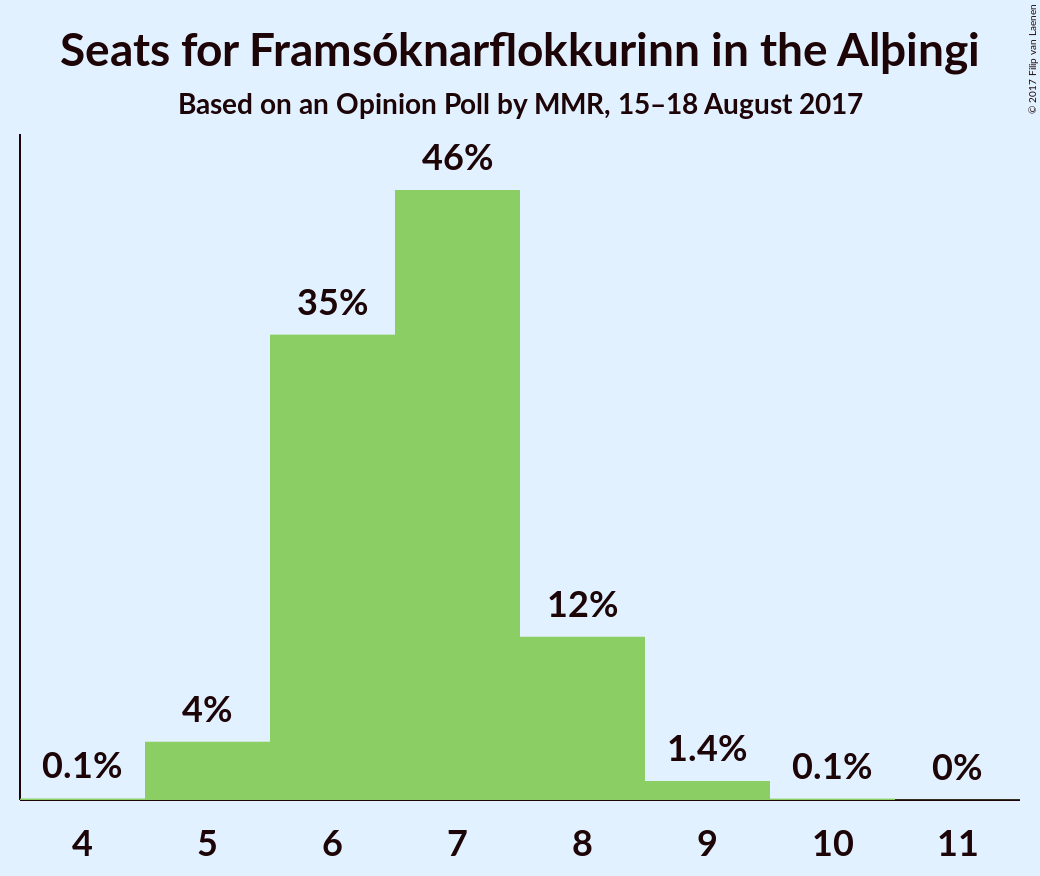 Seats for Framsóknarflokkurinn in the Alþingi
Based on an Opinion Poll by MMR, 15–18 August 2017
© 2017 Filip van Laenen
46%
35%
12%
4%
1.4%
0.1%
0.1%
0%
4 5 6 7 8 9 10 11